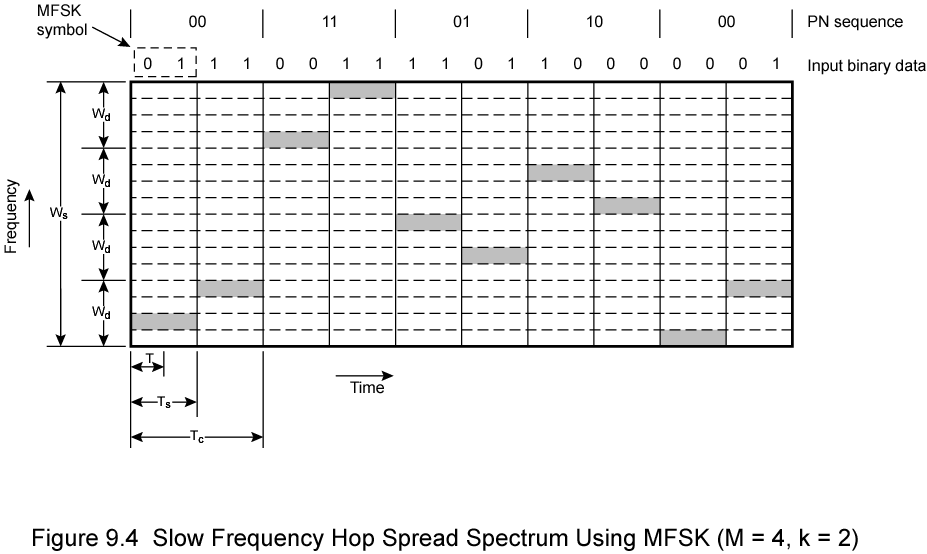 MFSK
symbol
00 11 01 10 00 PN sequence
0 1 1 1 0 0 1 1 1 1 0 1 1 0 0 0 0 0 0 1 Input binary data
Wd
Wd
Ws
Wd
Wd
Frequency
T
Ts
Tc
Time
Figure 9.4 Slow Frequency Hop Spread Spectrum Using MFSK (M = 4, k = 2)